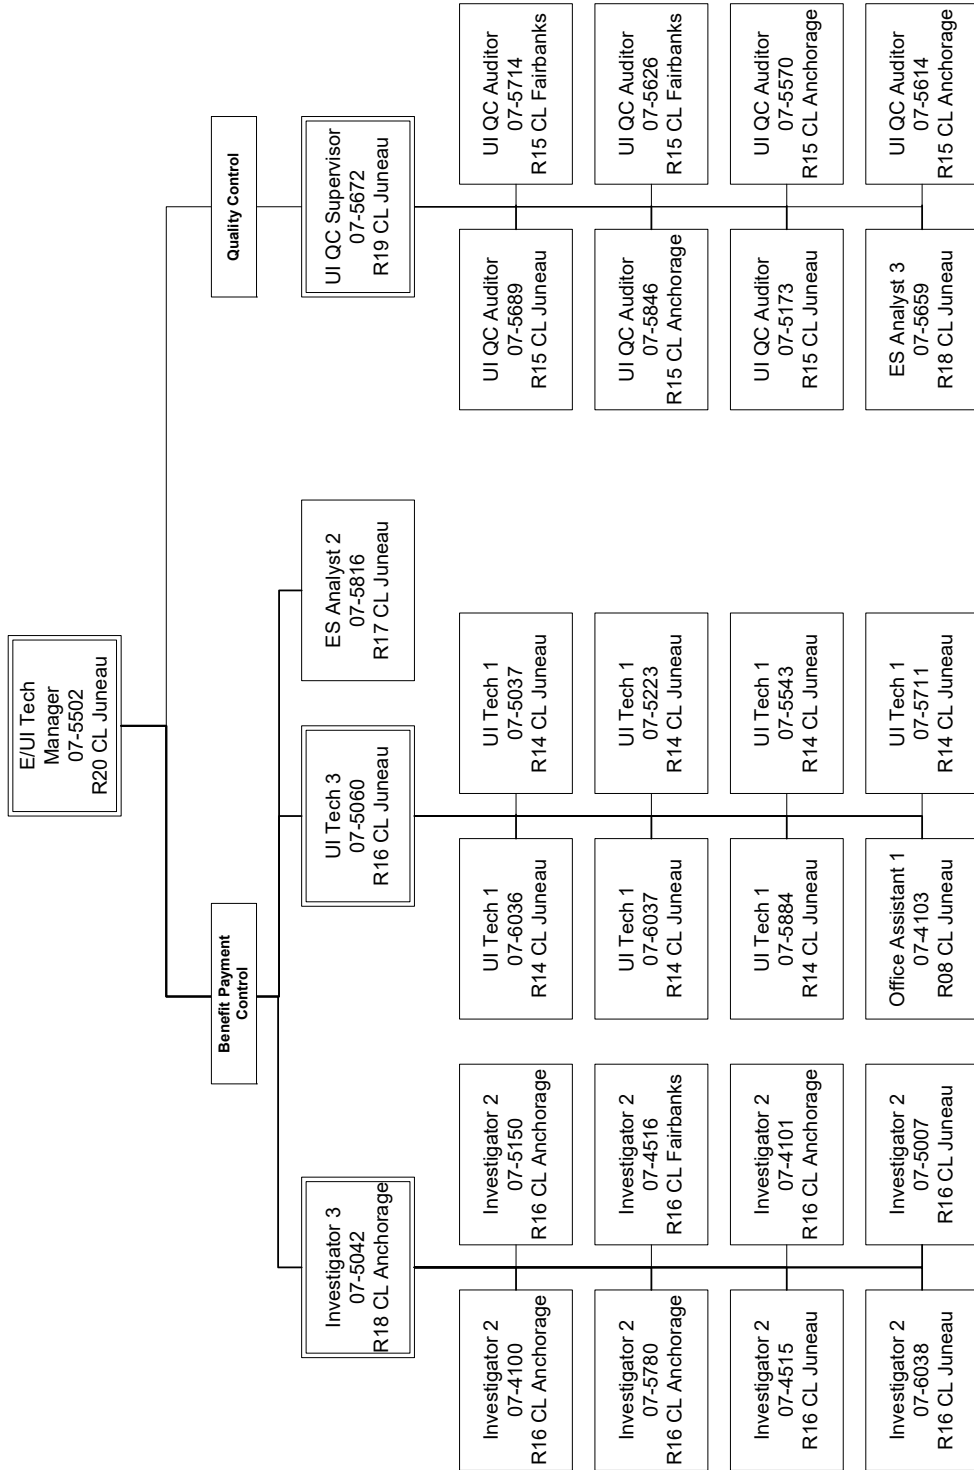 E/UI Tech
Manager
07-5502
R20 CL Juneau
Benefit Payment
Control
Quality Control
Investigator 3
07-5042
R18 CL Anchorage
UI Tech 3
07-5060
R16 CL Juneau
ES Analyst 2
07-5816
R17 CL Juneau
UI QC Supervisor
07-5672
R19 CL Juneau
Investigator 2
07-4100
R16 CL Anchorage
Investigator 2
07-5150
R16 CL Anchorage
UI Tech 1
07-6036
R14 CL Juneau
UI Tech 1
07-5037
R14 CL Juneau
UI QC Auditor
07-5689
R15 CL Juneau
UI QC Auditor
07-5714
R15 CL Fairbanks
Investigator 2
07-5780
R16 CL Anchorage
Investigator 2
07-4516
R16 CL Fairbanks
UI Tech 1
07-6037
R14 CL Juneau
UI Tech 1
07-5223
R14 CL Juneau
UI QC Auditor
07-5846
R15 CL Anchorage
UI QC Auditor
07-5626
R15 CL Fairbanks
Investigator 2
07-4515
R16 CL Juneau
Investigator 2
07-4101
R16 CL Anchorage
UI Tech 1
07-5884
R14 CL Juneau
UI Tech 1
07-5543
R14 CL Juneau
UI QC Auditor
07-5173
R15 CL Juneau
UI QC Auditor
07-5570
R15 CL Anchorage
Investigator 2
07-6038
R16 CL Juneau
Investigator 2
07-5007
R16 CL Juneau
Office Assistant 1
07-4103
R08 CL Juneau
UI Tech 1
07-5711
R14 CL Juneau
ES Analyst 3
07-5659
R18 CL Juneau
UI QC Auditor
07-5614
R15 CL Anchorage